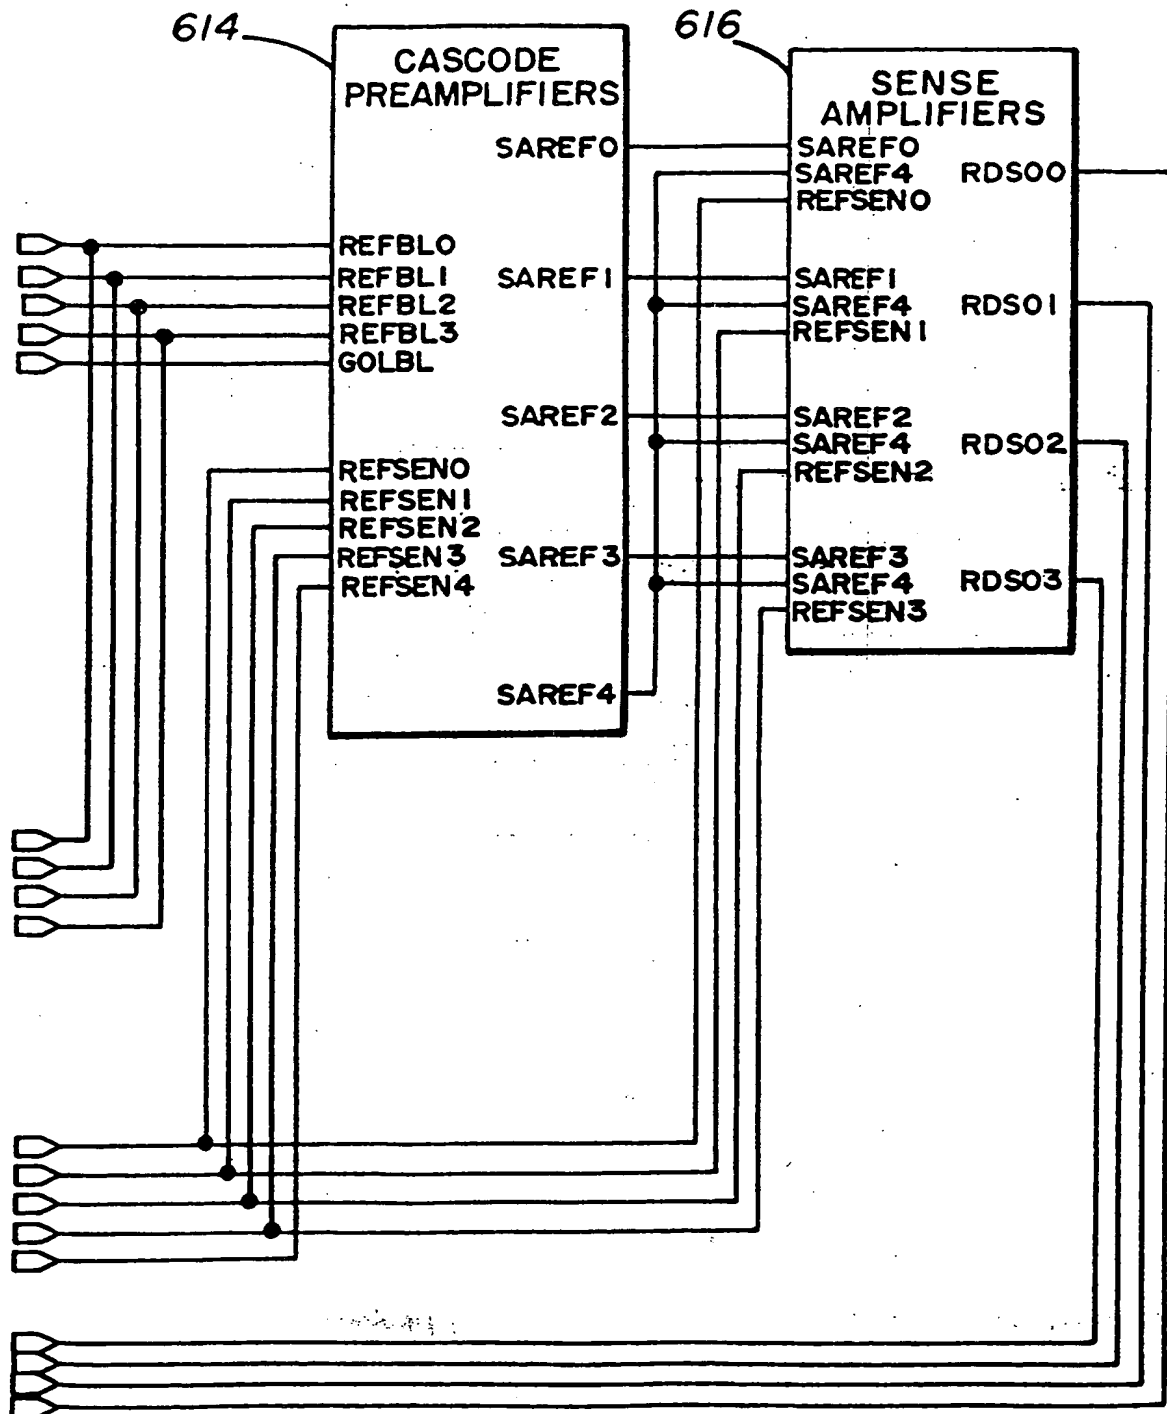 614
CASCODE
PREAMPLIFIERS
SAREF0
REFBL0
REFBL1
SAREF1
REFBL2
REFBL3
GOLBL
SAREF2
REFSEN0
REFSEN1
REFSEN2
REFSEN3
SAREF3
REFSEN4
SAREF4
616
SENSE
AMPLIFIERS
SAREF0
SAREF4
RDS00
REFSEN0
SAREF1
SAREF4
RDS01
REFSEN1
SAREF2
SAREF4
RDS02
REFSEN2
SAREF3
SAREF4
RDS03
REFSEN3